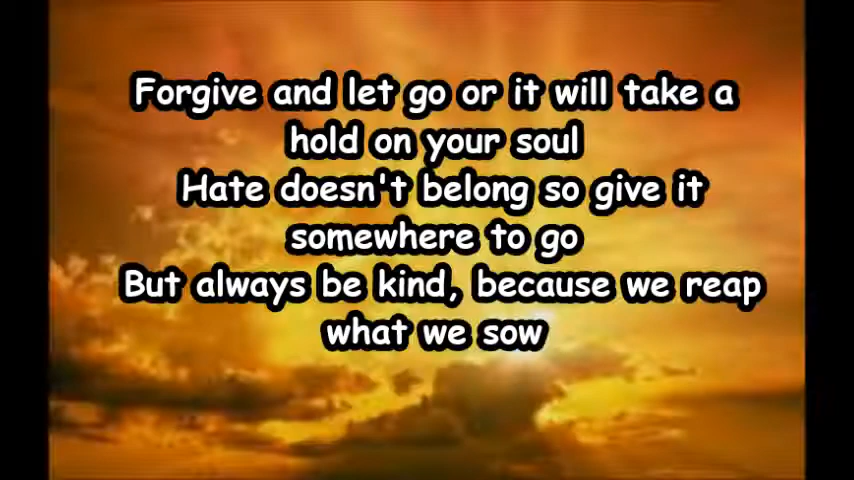 Forgive and let go or it will take a
hold on your soul
Hate doesn't belong so give it
somewhere to go
But always be kind, because we reap
what we sow